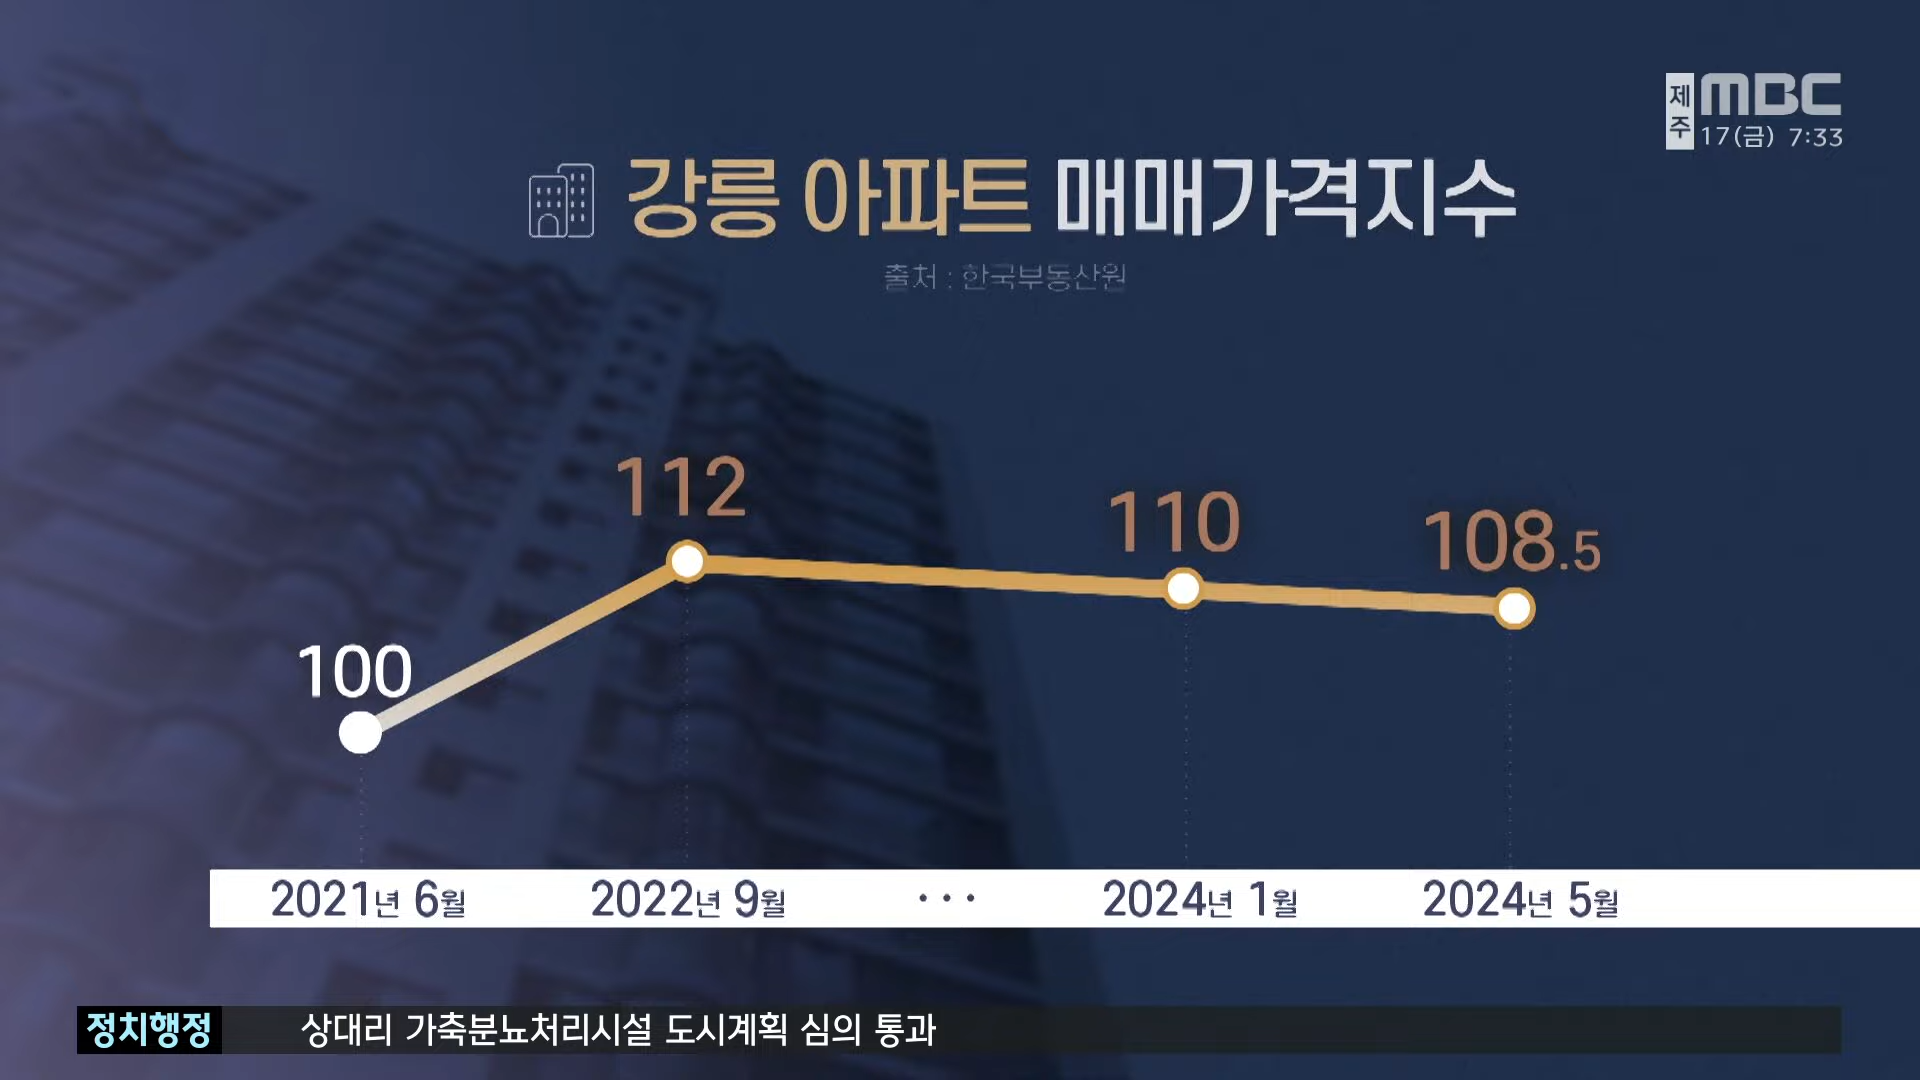 제주 MBC
17(금) 7:33
강릉 아파트 매매가격지수
출처 : 한국부동산원
100
112
110
108.5
2021년 6월 2022년 9월 ··· 2024년 1월 2024년 5월
정치행정 상대리 가축분뇨처리시설 도시계획 심의 통과